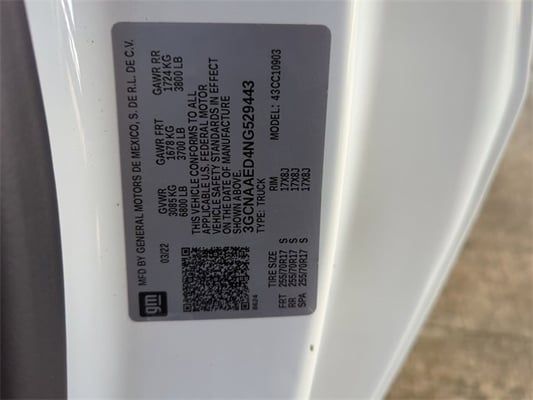 MFD BY GENERAL MOTORS DE MEXICO, S. DE R.L. DE C.V.
03/22
GVWR GAWR FRT GAWR RR
3085 KG 1678 KG 1724 KG
6800 LB 3700 LB 3800 LB
THIS VEHICLE CONFORMS TO ALL
APPLICABLE U.S. FEDERAL MOTOR
VEHICLE SAFETY STANDARDS IN EFFECT
ON THE DATE OF MANUFACTURE
SHOWN ABOVE.
3GCNAAED4NG529443
TYPE: TRUCK MODEL: 43CC10903
gm
8624
TIRE SIZE RIM
FRT 255/70R17 S 17X8J
RR 255/70R17 S 17X8J
SPA 255/70R17 S 17X8J